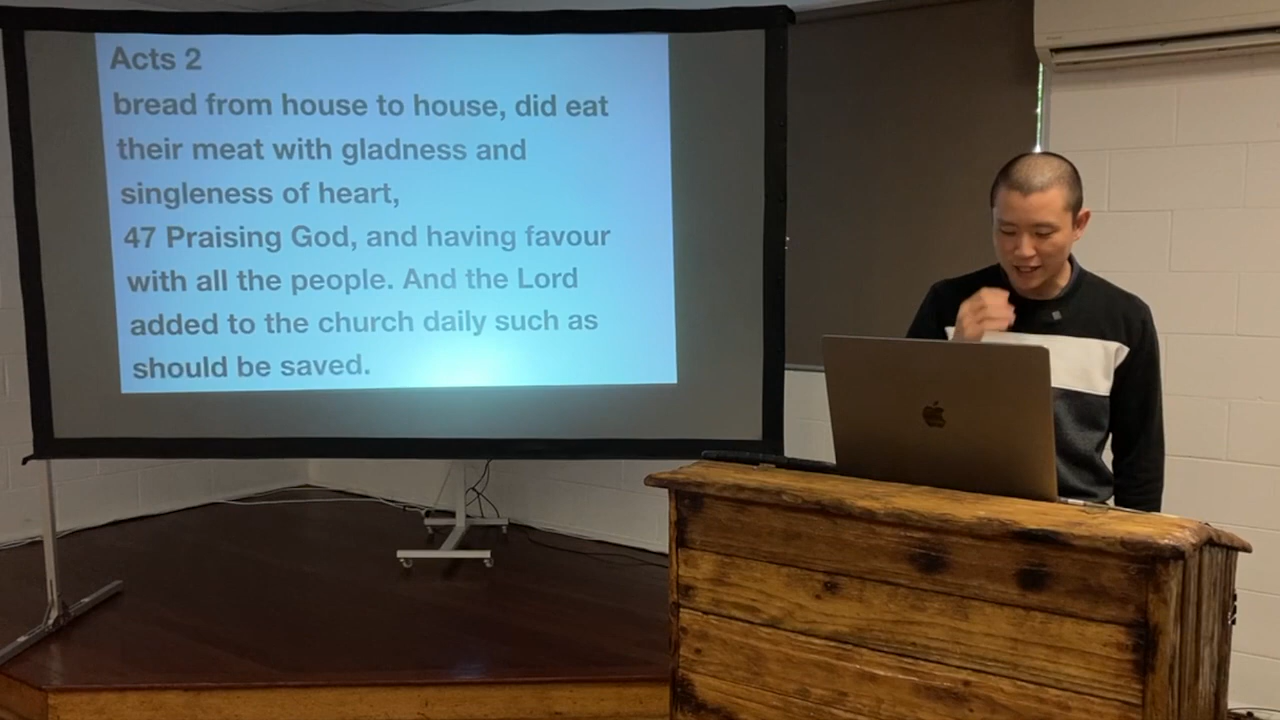 Acts 2
bread from house to house, did eat
their meat with gladness and
singleness of heart,
47 Praising God, and having favour
with all the people. And the Lord
added to the church daily such as
should be saved.